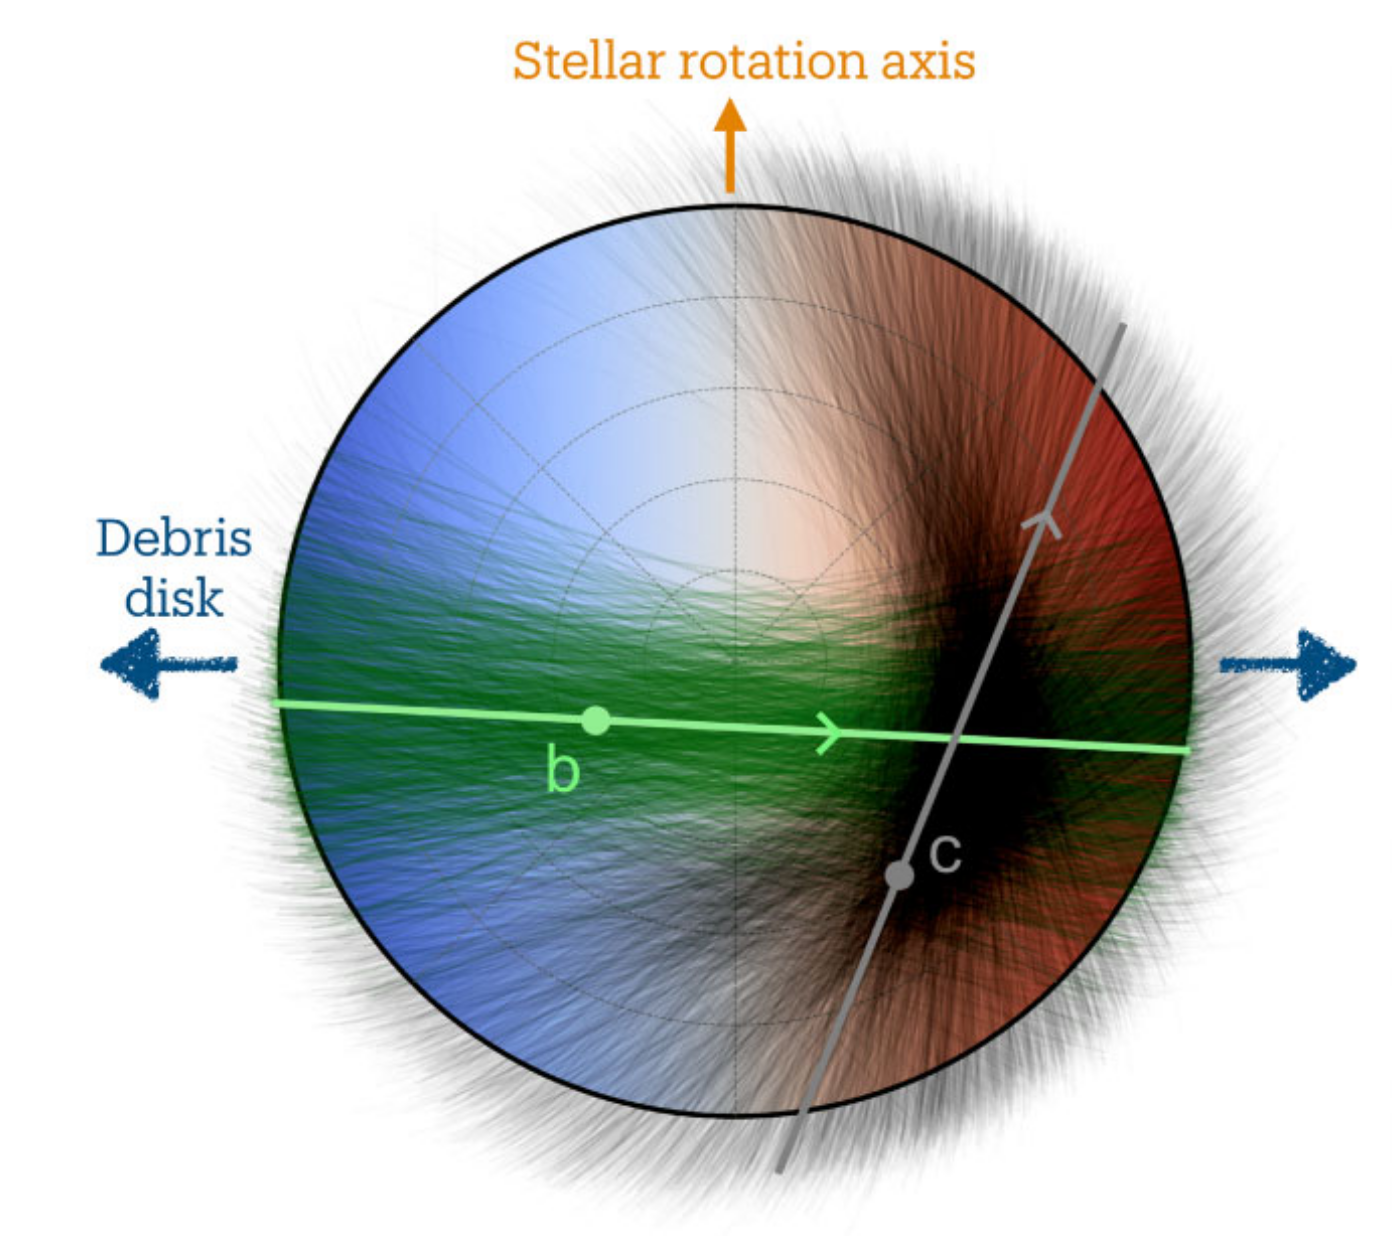 Stellar rotation axis
Debris
disk
b
c